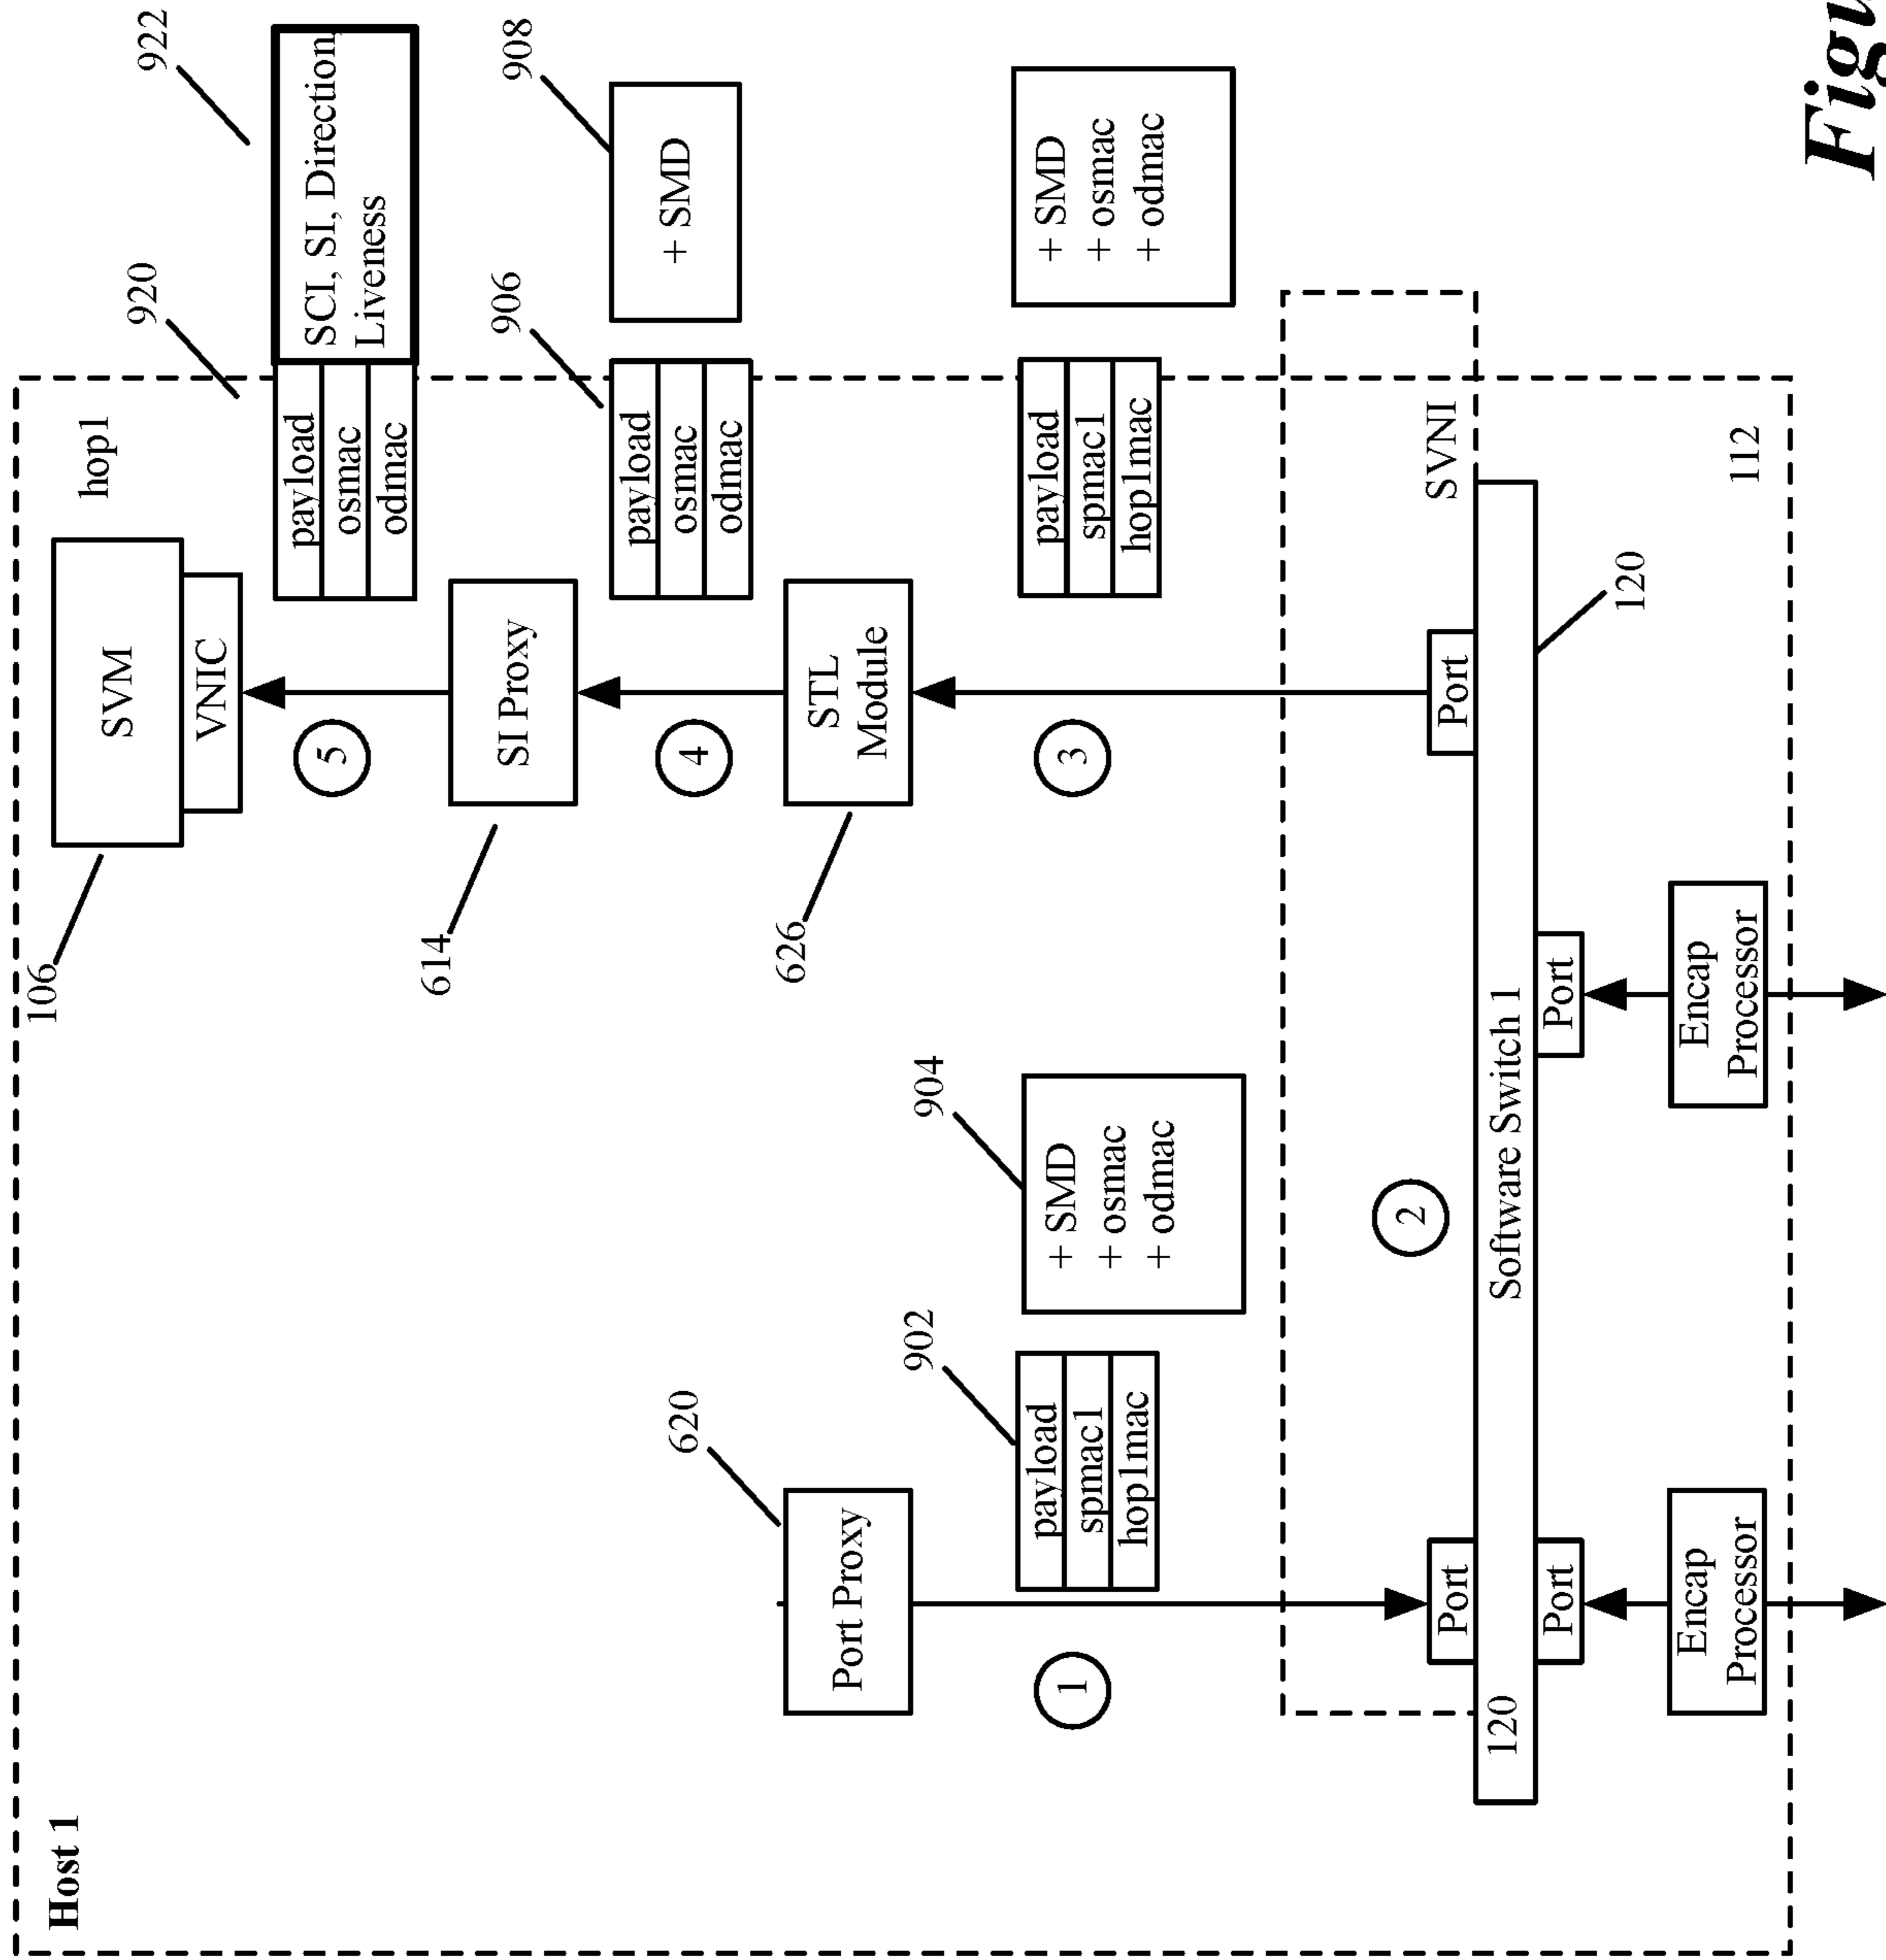 Host 1
106
SVM
VNIC
hop1
920
922
5
payload
osmac
odmac
SCI, SI, Direction,
Liveness
614
SI Proxy
4
906
908
payload
osmac
odmac
+ SMD
620
Port Proxy
626
STL
Module
1
902
904
payload
spmac1
hop1mac
+ SMD
+ osmac
+ odmac
3
payload
spmac1
hop1mac
+ SMD
+ osmac
+ odmac
2
SVNI
Port
Port
120
Software Switch 1
120
Port
Port
Encap
Processor
Encap
Processor
112